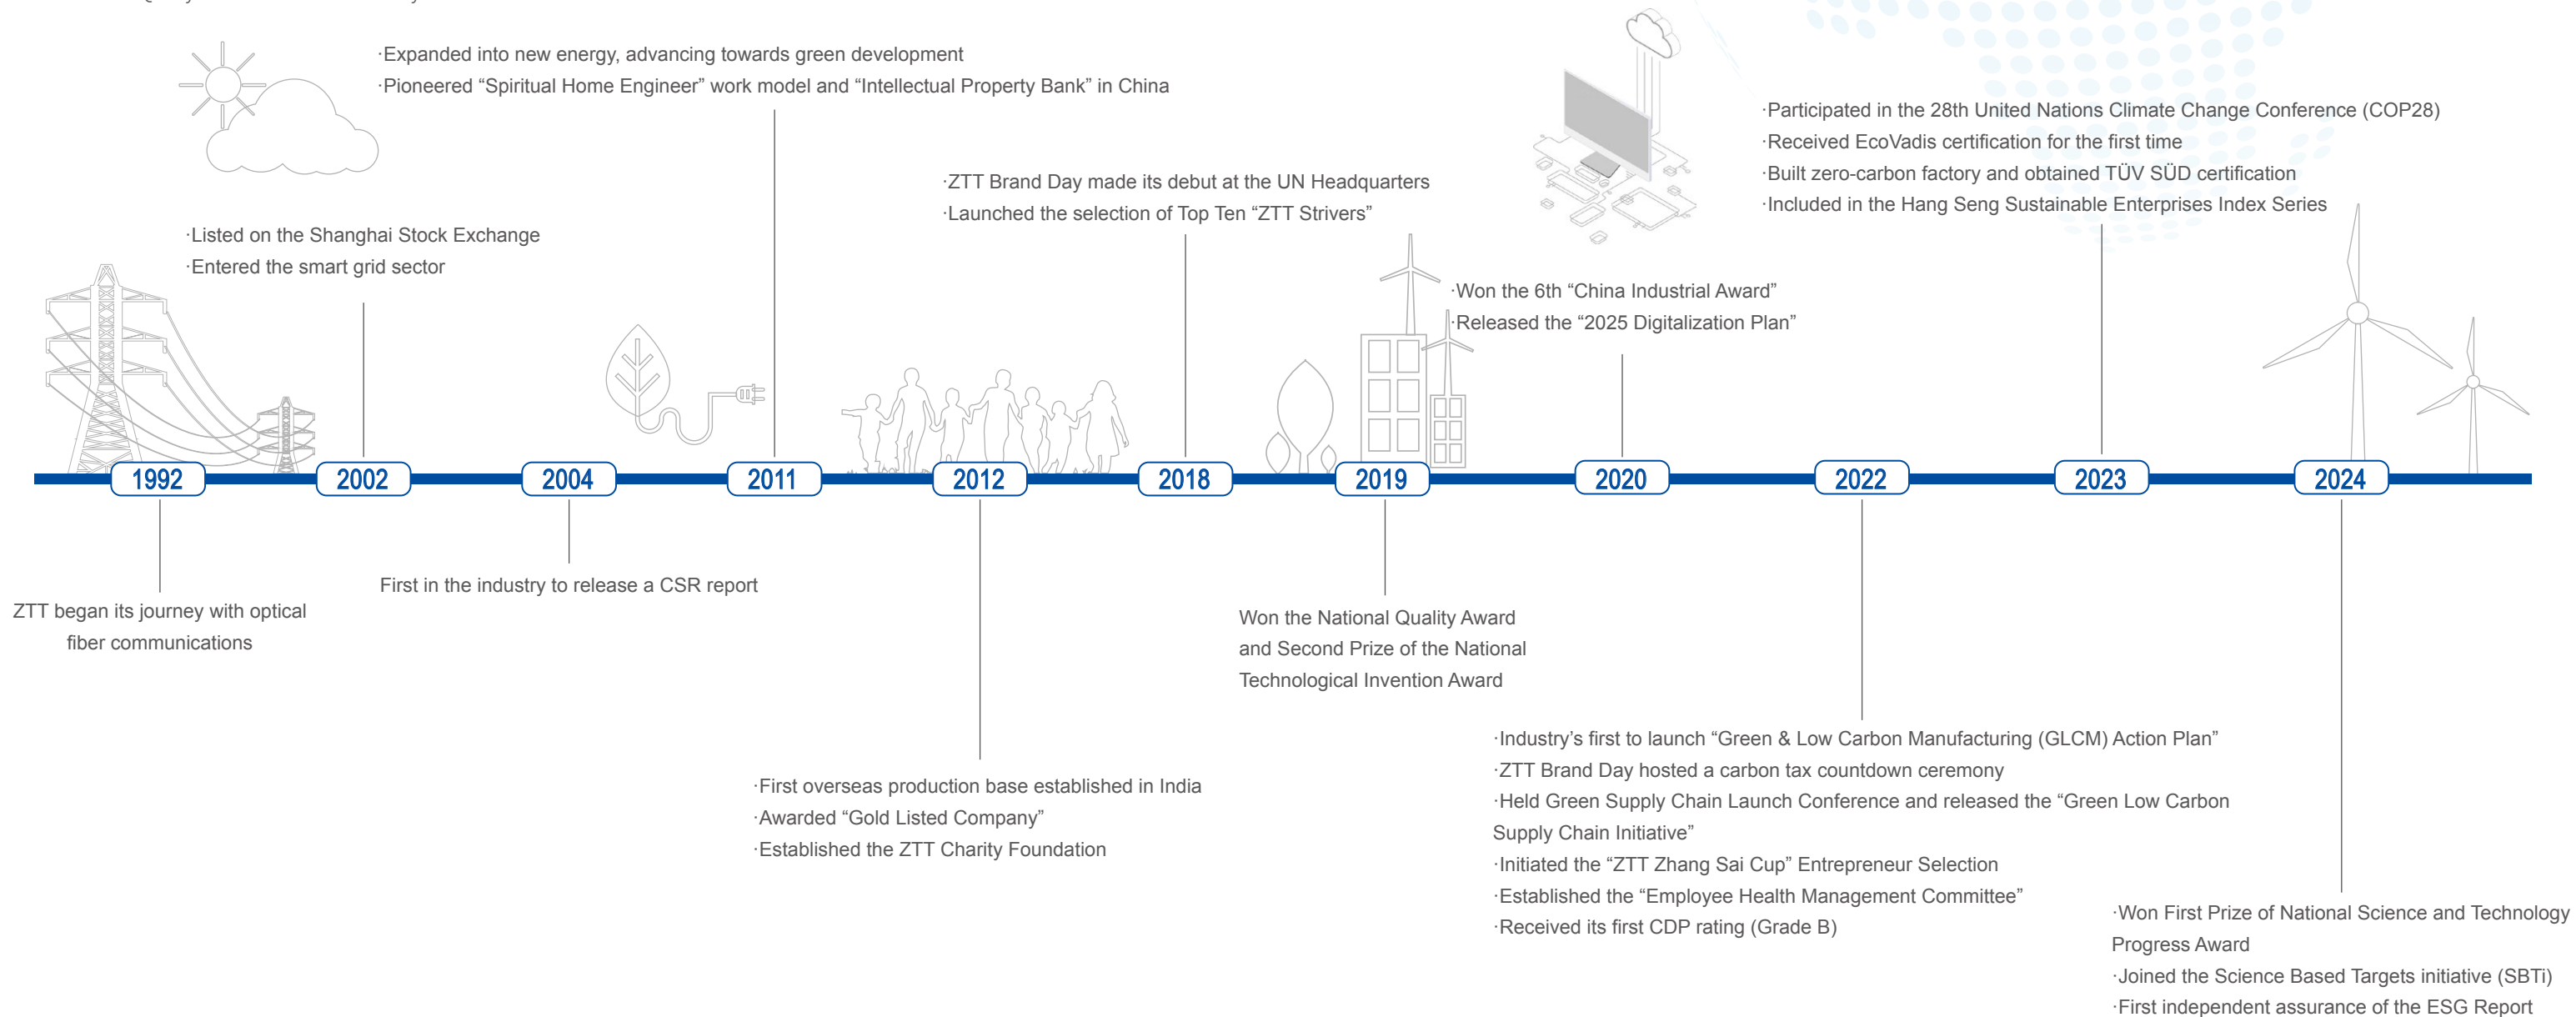 ·Expanded into new energy, advancing towards green development
·Pioneered “Spiritual Home Engineer” work model and “Intellectual Property Bank” in China
·Participated in the 28th United Nations Climate Change Conference (COP28)
·Received EcoVadis certification for the first time
·Built zero-carbon factory and obtained TÜV SÜD certification
·Included in the Hang Seng Sustainable Enterprises Index Series
·ZTT Brand Day made its debut at the UN Headquarters
·Launched the selection of Top Ten “ZTT Strivers”
·Listed on the Shanghai Stock Exchange
·Entered the smart grid sector
·Won the 6th “China Industrial Award”
·Released the “2025 Digitalization Plan”
1992
2002
2004
2011
2012
2018
2019
2020
2022
2023
2024
ZTT began its journey with optical
fiber communications
First in the industry to release a CSR report
·First overseas production base established in India
·Awarded “Gold Listed Company”
·Established the ZTT Charity Foundation
Won the National Quality Award
and Second Prize of the National
Technological Invention Award
·Industry’s first to launch “Green & Low Carbon Manufacturing (GLCM) Action Plan”
·ZTT Brand Day hosted a carbon tax countdown ceremony
·Held Green Supply Chain Launch Conference and released the “Green Low Carbon
Supply Chain Initiative”
·Initiated the “ZTT Zhang Sai Cup” Entrepreneur Selection
·Established the “Employee Health Management Committee”
·Received its first CDP rating (Grade B)
·Won First Prize of National Science and Technology
Progress Award
·Joined the Science Based Targets initiative (SBTi)
·First independent assurance of the ESG Report